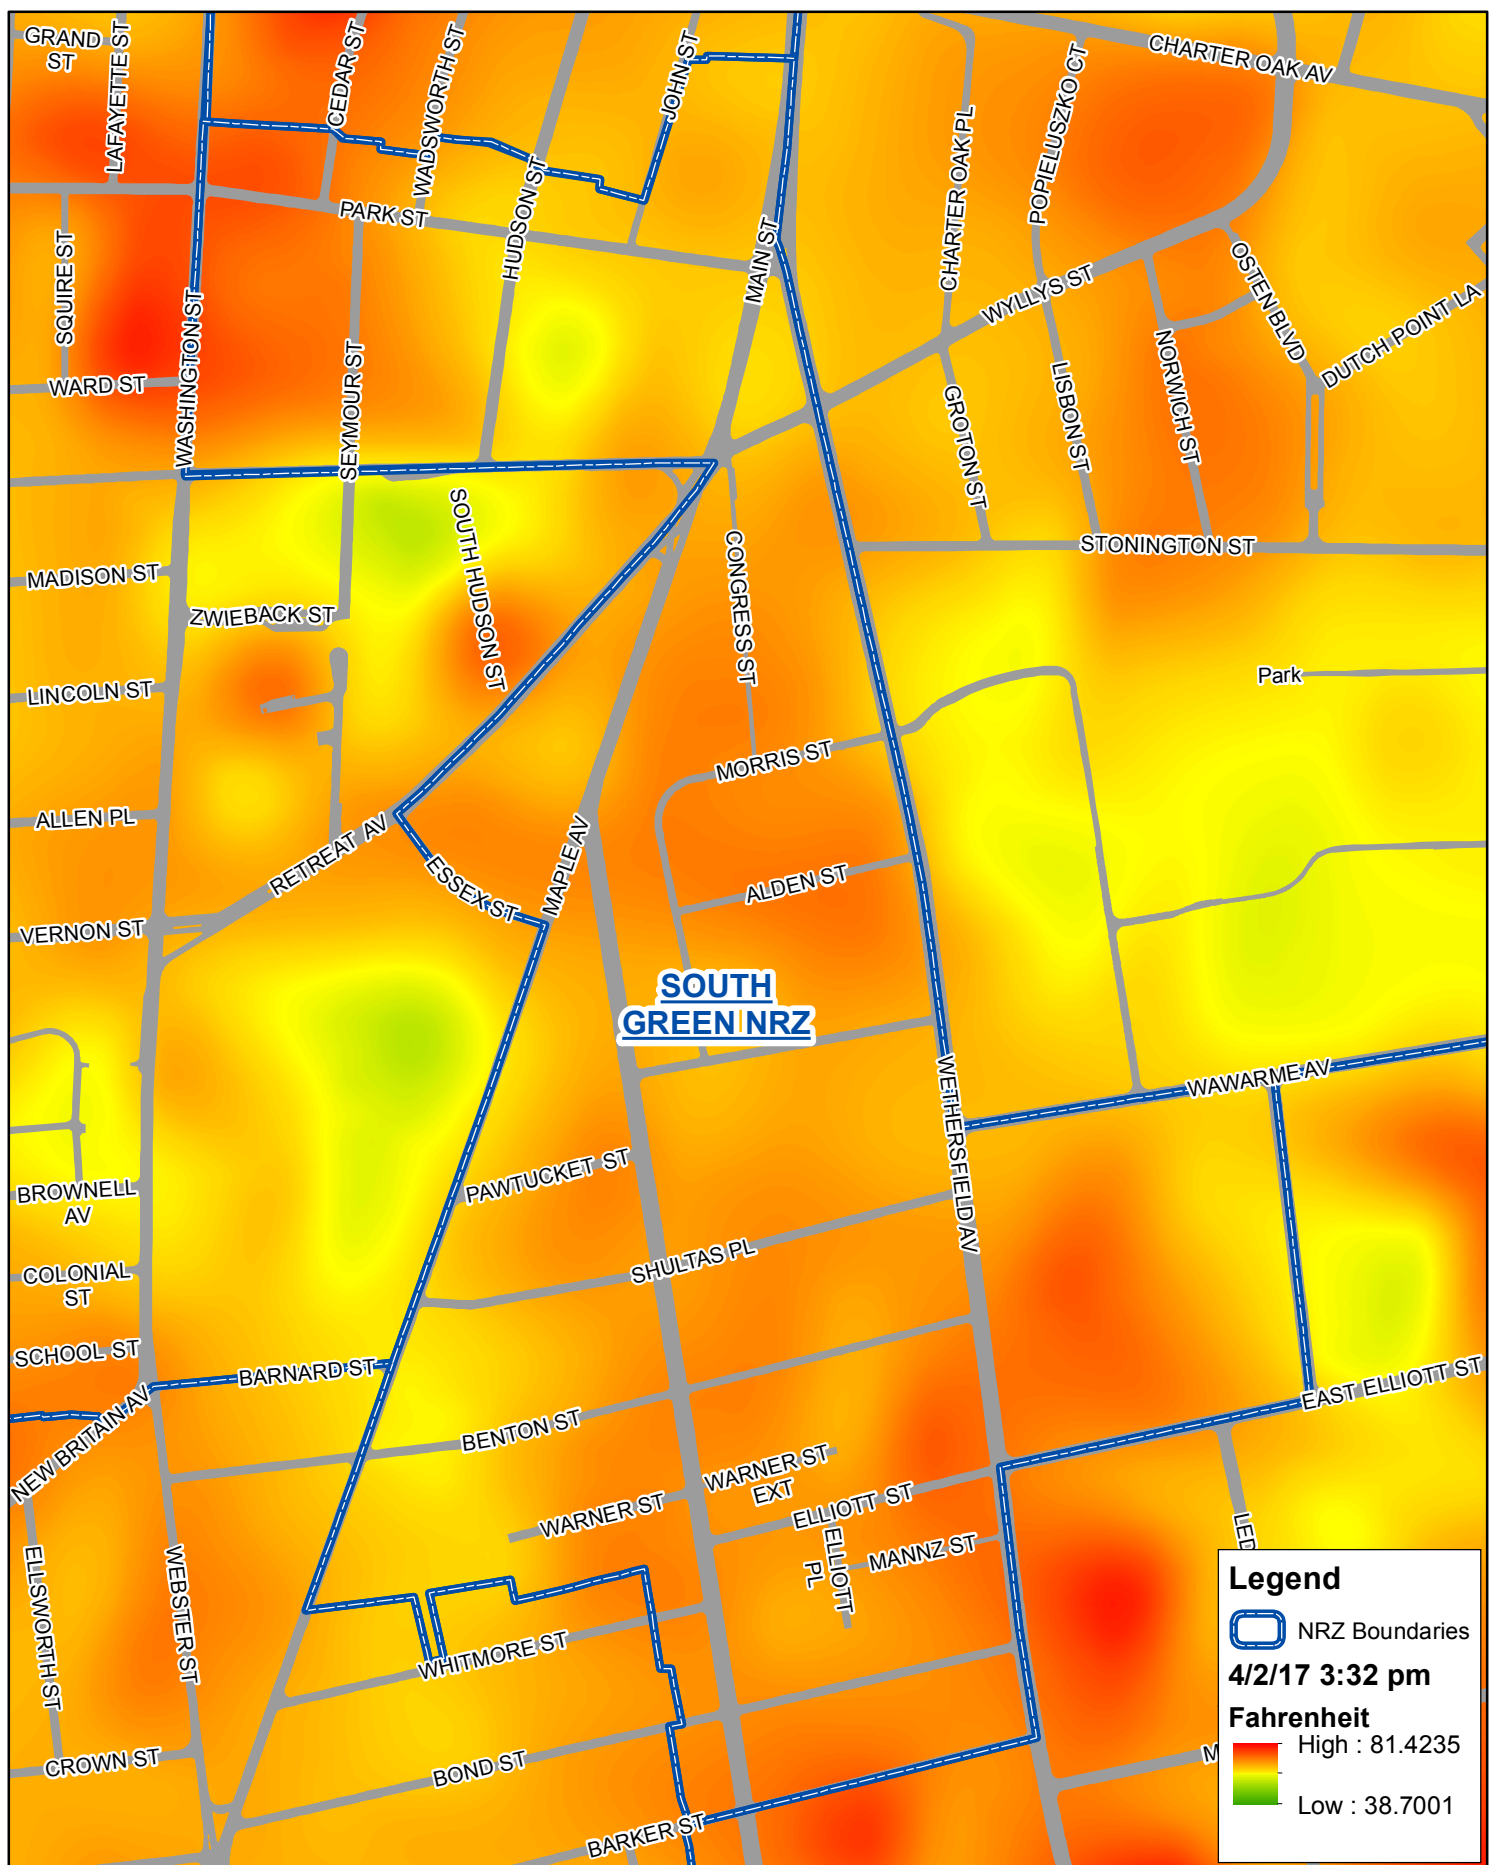 GRAND
ST
LAFAYETTE ST
CEDAR ST
WADSWORTH ST
JOHN ST
CHARTER OAK AV
POPIELUSZKO CT
CHARTER OAK PL
HUDSON ST
PARK ST
MAIN ST
SQUIRE ST
WASHINGTON ST
SEYMOUR ST
WARD ST
WYLLYS ST
OSTEN BLVD
DUTCH POINT LA
NORWICH ST
LISBON ST
GROTON ST
STONINGTON ST
SOUTH HUDSON ST
CONGRESS ST
MADISON ST
ZWIEBACK ST
LINCOLN ST
Park
MORRIS ST
ALLEN PL
RETREAT AV
ESSEX ST
MAPLE AV
ALDEN ST
VERNON ST
SOUTH
GREEN NRZ
WETHERSFIELD AV
WAWARME AV
PAWTUCKET ST
BROWNELL
AV
SHULTAS PL
COLONIAL
ST
SCHOOL ST
BARNARD ST
EAST ELLIOTT ST
NEW BRITAIN AV
BENTON ST
WARNER ST
EXT
WARNER ST
ELLIOTT ST
ELLIOTT
PL
MANNZ ST
LED
ELLSWORTH ST
WEBSTER ST
WHITMORE ST
CROWN ST
BOND ST
BARKER ST
M
Legend
NRZ Boundaries
4/2/17 3:32 pm
Fahrenheit
High : 81.4235
Low : 38.7001